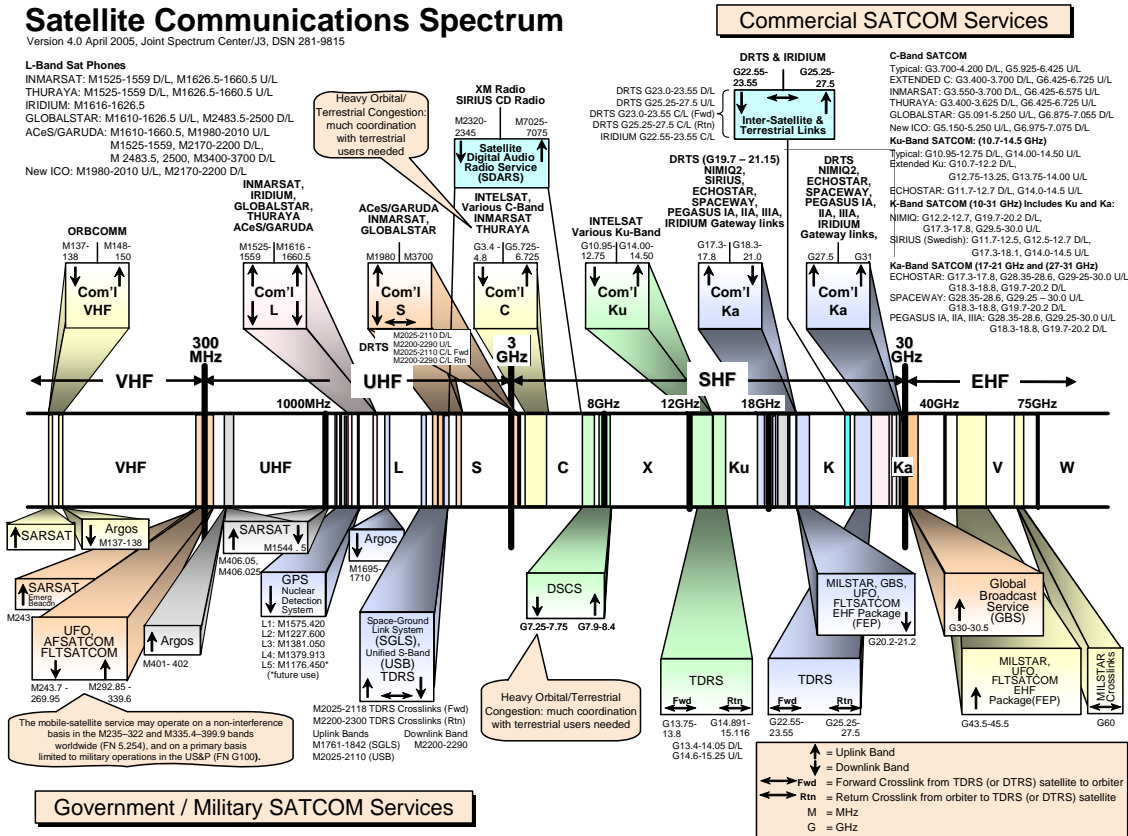 Satellite Communications Spectrum
Version 4.0 April 2005, Joint Spectrum Center/J3, DSN 281-9815
Commercial SATCOM Services
L-Band Sat Phones
INMARSAT: M1525-1559 D/L, M1626.5-1660.5 U/L
THURAYA: M1525-1559 D/L, M1626.5-1660.5 U/L
IRIDIUM: M1616-1626.5
GLOBALSTAR: M1610-1626.5 U/L, M2483.5-2500 D/L
ACeS/GARUDA: M1610-1660.5, M1980-2010 U/L
M1525-1559, M2170-2200 D/L,
M 2483.5, 2500, M3400-3700 D/L
New ICO: M1980-2010 U/L, M2170-2200 D/L
Heavy Orbital/
Terrestrial Congestion:
much coordination
with terrestrial
users needed
XM Radio
SIRIUS CD Radio
M2320-
2345
M7025-
7075
Satellite
Digital Audio
Radio Service
(SDARS)
DRTS & IRIDIUM
G22.55-
23.55
G25.25-
27.5
DRTS G23.0-23.55 D/L
DRTS G25.25-27.5 U/L
DRTS G23.0-23.55 C/L (Fwd)
DRTS G25.25-27.5 C/L (Rtn)
IRIDIUM G22.55-23.55 C/L
Inter-Satellite &
Terrestrial Links
C-Band SATCOM
Typical: G3.700-4.200 D/L, G5.925-6.425 U/L
EXTENDED C: G3.400-3.700 D/L, G6.425-6.725 U/L
INMARSAT: G3.550-3.700 D/L, G6.425-6.575 U/L
THURAYA: G3.400-3.625 D/L, G6.425-6.725 U/L
GLOBALSTAR: G5.091-5.250 U/L, G6.875-7.055 D/L
New ICO: G5.150-5.250 U/L, G6.975-7.075 D/L
Ku-Band SATCOM: (10.7-14.5 GHz)
Typical: G10.95-12.75 D/L, G14.00-14.50 U/L
Extended Ku: G10.7-12.2 D/L,
G12.75-13.25, G13.75-14.00 U/L
ECHOSTAR: G11.7-12.7 D/L, G14.0-14.5 U/L
K-Band SATCOM (10-31 GHz) Includes Ku and Ka:
NIMIQ: G12.2-12.7, G19.7-20.2 D/L,
G17.3-17.8, G29.5-30.0 U/L
SIRIUS (Swedish): G11.7-12.5, G12.5-12.7 D/L,
G17.3-18.1, G14.0-14.5 U/L
Ka-Band SATCOM (17-21 GHz) and (27-31 GHz)
ECHOSTAR: G17.3-17.8, G28.35-28.6, G29-25-30.0 U/L
G18.3-18.8, G19.7-20.2 D/L
SPACEWAY: G28.35-28.6, G29.25 – 30.0 U/L
G18.3-18.8, G19.7-20.2 D/L
PEGASUS IA, IIA, IIIA: G28.35-28.6, G29.25-30.0 U/L
G18.3-18.8, G19.7-20.2 D/L
ORBCOMM
M137-
138
M148-
150
Com'l
VHF
INMARSAT,
IRIDIUM,
GLOBALSTAR,
THURAYA
ACeS/GARUDA
M1525-
1559
M1616 -
1660.5
Com'l
L
ACeS/GARUDA
INMARSAT,
GLOBALSTAR
M1980
M3700
Com'l
S
DRTS
M2025-2110 D/L
M2200-2290 U/L
M2025-2110 C/L Fwd
M2200-2290 C/L Rtn
INTELSAT,
Various C-Band
INMARSAT
THURAYA
G3.4 -
4.8
G5.725-
6.725
Com'l
C
INTELSAT
Various Ku-Band
G10.95-
12.75
G14.00-
14.50
Com'l
Ku
DRTS (G19.7 – 21.15)
NIMIQ2,
SIRIUS,
ECHOSTAR,
SPACEWAY,
PEGASUS IA, IIA, IIIA,
IRIDIUM Gateway links
G17.3-
17.8
G18.3-
21.0
Com'l
Ka
DRTS
NIMIQ2,
ECHOSTAR,
SPACEWAY,
PEGASUS IA,
IIA, IIIA,
IRIDIUM
Gateway links,
G27.5
G31
Com'l
Ka
300
MHz
3
GHz
30
GHz
VHF
UHF
SHF
EHF
1000MHz
8GHz
12GHz
18GHz
40GHz
75GHz
VHF
UHF
L
S
C
X
Ku
K
Ka
V
W
SARSAT
Argos
M137-138
SARSAT
M1544 . 5
M406.05,
M406.025
Argos
M1695-
1710
SARSAT
Emerg
Beacon
M243
UFO,
AFSATCOM
FLTSATCOM
M243.7 -
269.95
M292.85-
339.6
Argos
M401- 402
GPS
Nuclear
Detection
System
L1: M1575.420
L2: M1227.600
L3: M1381.050
L4: M1379.913
L5: M1176.450*
(*future use)
Space-Ground
Link System
(SGLS),
Unified S-Band
(USB)
TDRS
M2025-2118 TDRS Crosslinks (Fwd)
M2200-2300 TDRS Crosslinks (Rtn)
Uplink Bands
M1761-1842 (SGLS)
M2025-2110 (USB)
Downlink Band
M2200-2290
DSCS
G7.25-7.75
G7.9-8.4
Heavy Orbital/Terrestrial
Congestion: much coordination
with terrestrial users needed
TDRS
Fwd
Rtn
G13.75-
13.8
G14.891-
15.116
G13.4-14.05 D/L
G14.6-15.25 U/L
TDRS
Fwd
Rtn
G22.55-
23.55
G25.25-
27.5
MILSTAR, GBS,
UFO,
FLTSATCOM
EHF Package
(FEP)
G20.2-21.2
Global
Broadcast
Service
(GBS)
G30-30.5
MILSTAR,
UFO,
FLTSATCOM
EHF
Package(FEP)
G43.5-45.5
MILSTAR
Crosslinks
G60
The mobile-satellite service may operate on a non-interference
basis in the M235–322 and M335.4–399.9 bands
worldwide (FN 5.254), and on a primary basis
limited to military operations in the US&P (FN G100).
Government / Military SATCOM Services
= Uplink Band
= Downlink Band
Fwd = Forward Crosslink from TDRS (or DTRS) satellite to orbiter
Rtn = Return Crosslink from orbiter to TDRS (or DTRS) satellite
M = MHz
G = GHz